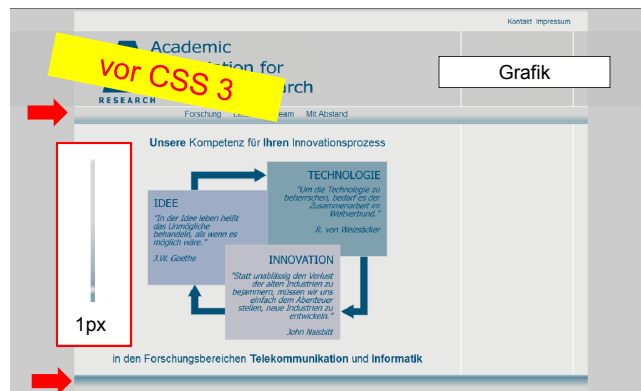 Kontakt Impressum
Academic
for
rch
RESEARCH
vor CSS 3
Grafik
Forschung Team Mit Abstand
Unsere Kompetenz für Ihren Innovationsprozess
TECHNOLOGIE
"Um die Technologie zu
beherrschen, bedarf es der
Zusammenarbeit im
Weltverbund."
R. von Weizsäcker
IDEE
"In der Idee leben heißt
das Unmögliche
behandeln, als wenn es
möglich wäre."
J.W. Goethe
INNOVATION
"Statt unablässig den Verlust
der alten Industrien zu
bejammern, müssen wir uns
einfach dem Abenteuer
stellen, neue Industrien zu
entwickeln."
John Naisbitt
1px
in den Forschungsbereichen Telekommunikation und Informatik